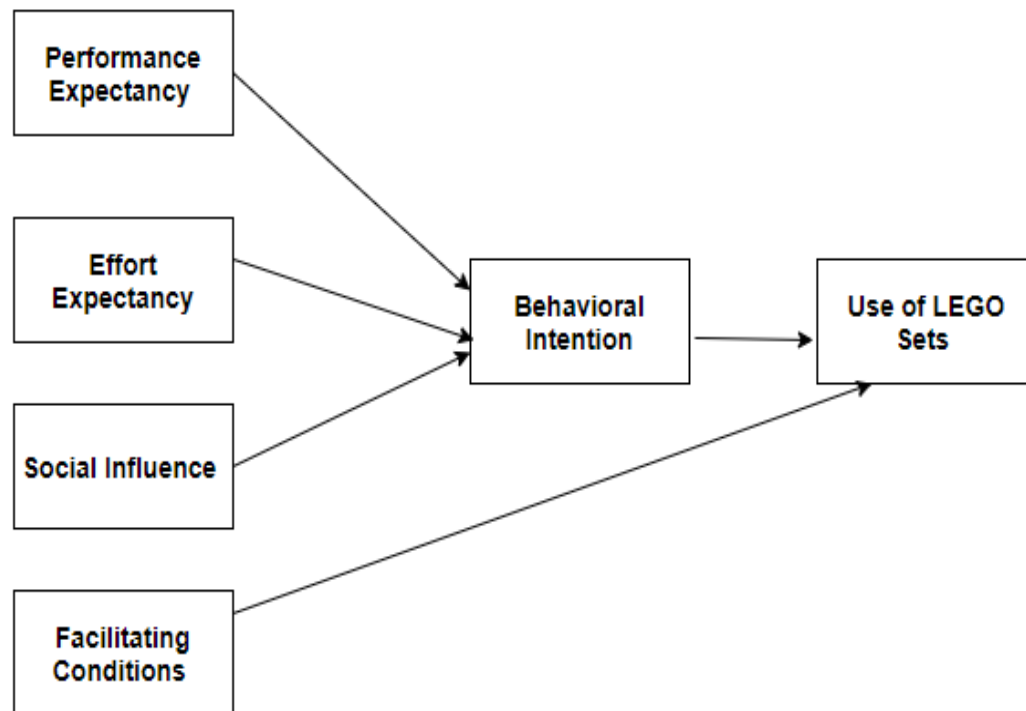 Performance
Expectancy
Effort
Expectancy
Social Influence
Facilitating
Conditions
Behavioral
Intention
Use of LEGO
Sets